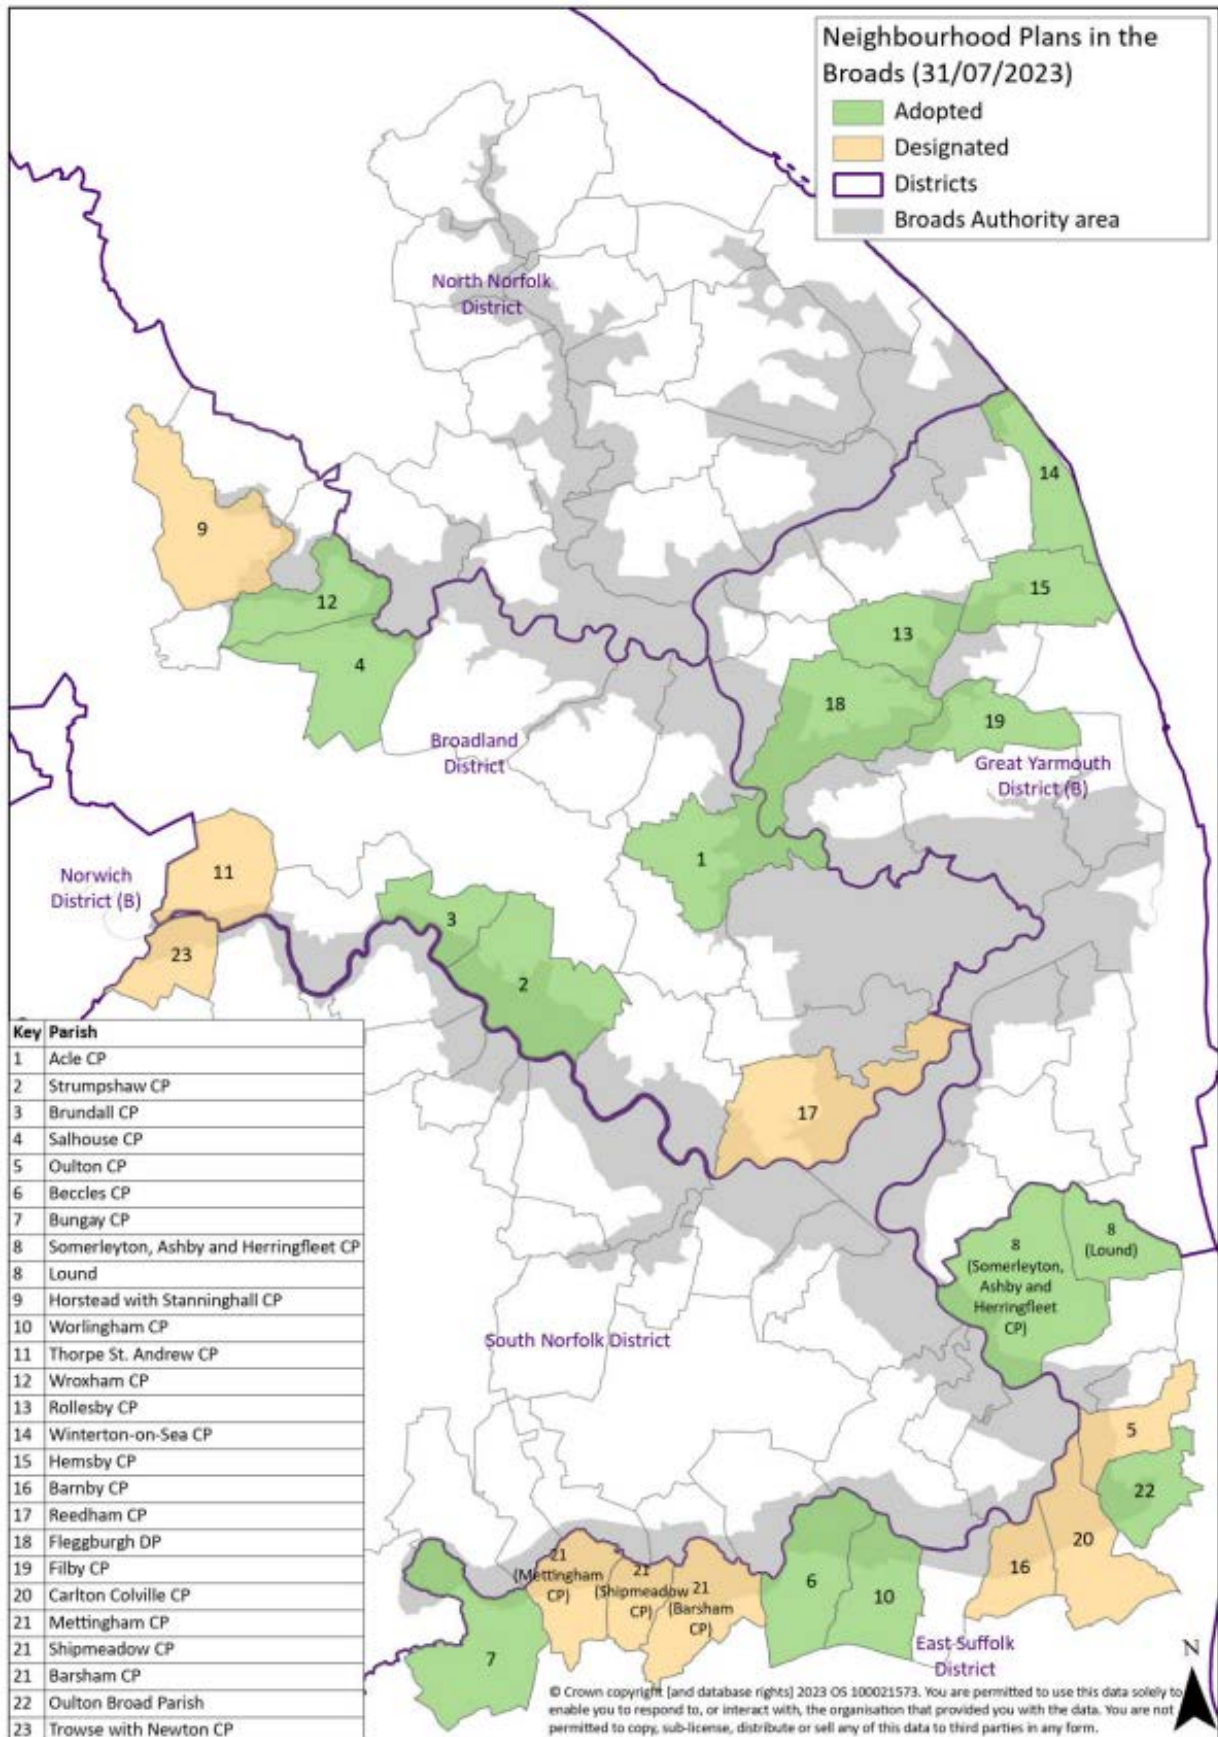 Neighbourhood Plans in the
Broads (31/07/2023)
Adopted
Designated
Districts
Broads Authority area
North Norfolk
District
14
9
15
12
13
4
18
19
Broadland
District
Great Yarmouth
District (B)
1
11
Norwich
District (B)
3
23
2
17
8
(Lound)
8
(Somerleyton,
Ashby and
Herringfleet
CP)
South Norfolk District
5
22
20
16
21
(Mettingham
CP)
21
(Shipmeadow
CP)
21
(Barsham
CP)
6
10
7
East Suffolk
District
N
Key Parish
1 Acle CP
2 Strumpshaw CP
3 Brundall CP
4 Salhouse CP
5 Oulton CP
6 Beccles CP
7 Bungay CP
8 Somerleyton, Ashby and Herringfleet CP
8 Lound
9 Horstead with Stanninghall CP
10 Worlingham CP
11 Thorpe St. Andrew CP
12 Wroxham CP
13 Rollesby CP
14 Winterton-on-Sea CP
15 Hemsby CP
16 Barnby CP
17 Reedham CP
18 Fleggburgh DP
19 Filby CP
20 Carlton Colville CP
21 Mettingham CP
21 Shipmeadow CP
21 Barsham CP
22 Oulton Broad Parish
23 Trowse with Newton CP
© Crown copyright [and database rights] 2023 OS 100021573. You are permitted to use this data solely to
enable you to respond to, or interact with, the organisation that provided you with the data. You are not
permitted to copy, sub-license, distribute or sell any of this data to third parties in any form.